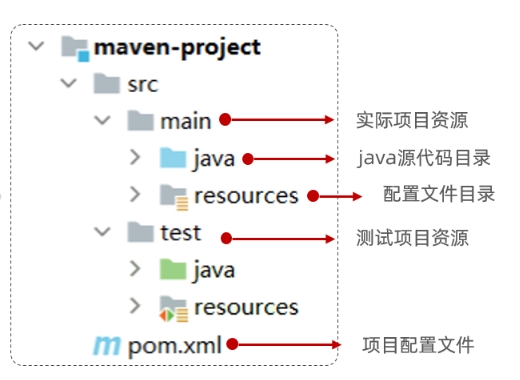 maven-project
src
main 实际项目资源
java java源代码目录
resources 配置文件目录
test 测试项目资源
java
resources
m pom.xml 项目配置文件